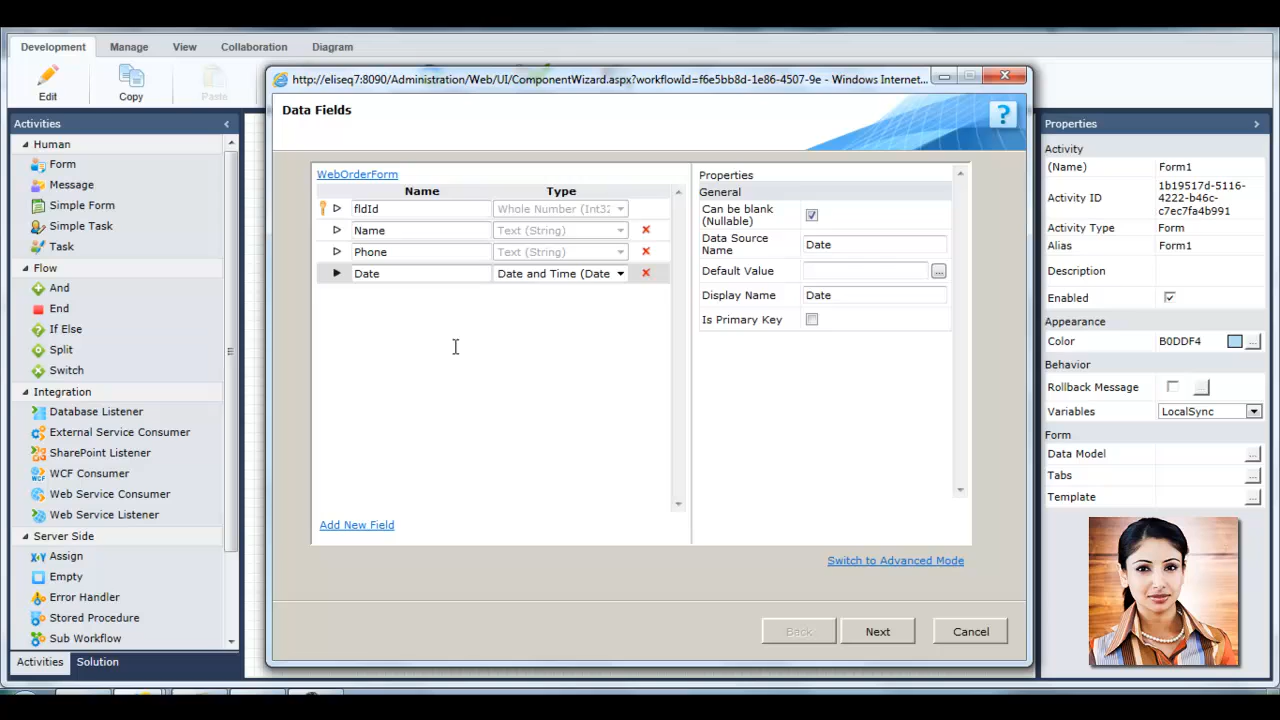 Development Manage View Collaboration Diagram
Edit Copy Paste
http://eliseq7:8090/Administration/Web/UI/ComponentWizard.aspx?workflowId=f6e5bb8d-1e86-4507-9e - Windows Internet...
Data Fields
?
Activities
Human
Form
Message
Simple Form
Simple Task
Task
Flow
And
End
If Else
Split
Switch
Integration
Database Listener
External Service Consumer
SharePoint Listener
WCF Consumer
Web Service Consumer
Web Service Listener
Server Side
Assign
Empty
Error Handler
Stored Procedure
Sub Workflow
Activities Solution
WebOrderForm
Name Type
fldId Whole Number (Int32
Name Text (String)
Phone Text (String)
Date Date and Time (Date
Add New Field
Properties
General
Can be blank
(Nullable)
Data Source
Name
Date
Default Value ...
Display Name Date
Is Primary Key
Switch to Advanced Mode
Back Next Cancel
Properties
Activity
(Name) Form1
Activity ID
1b19517d-5116-
4222-b46c-
c7ec7fa4b991
Activity Type Form
Alias Form1
Description
Enabled
Appearance
Color B0DDF4 ...
Behavior
Rollback Message ...
Variables LocalSync
Form
Data Model ...
Tabs ...
Template ...